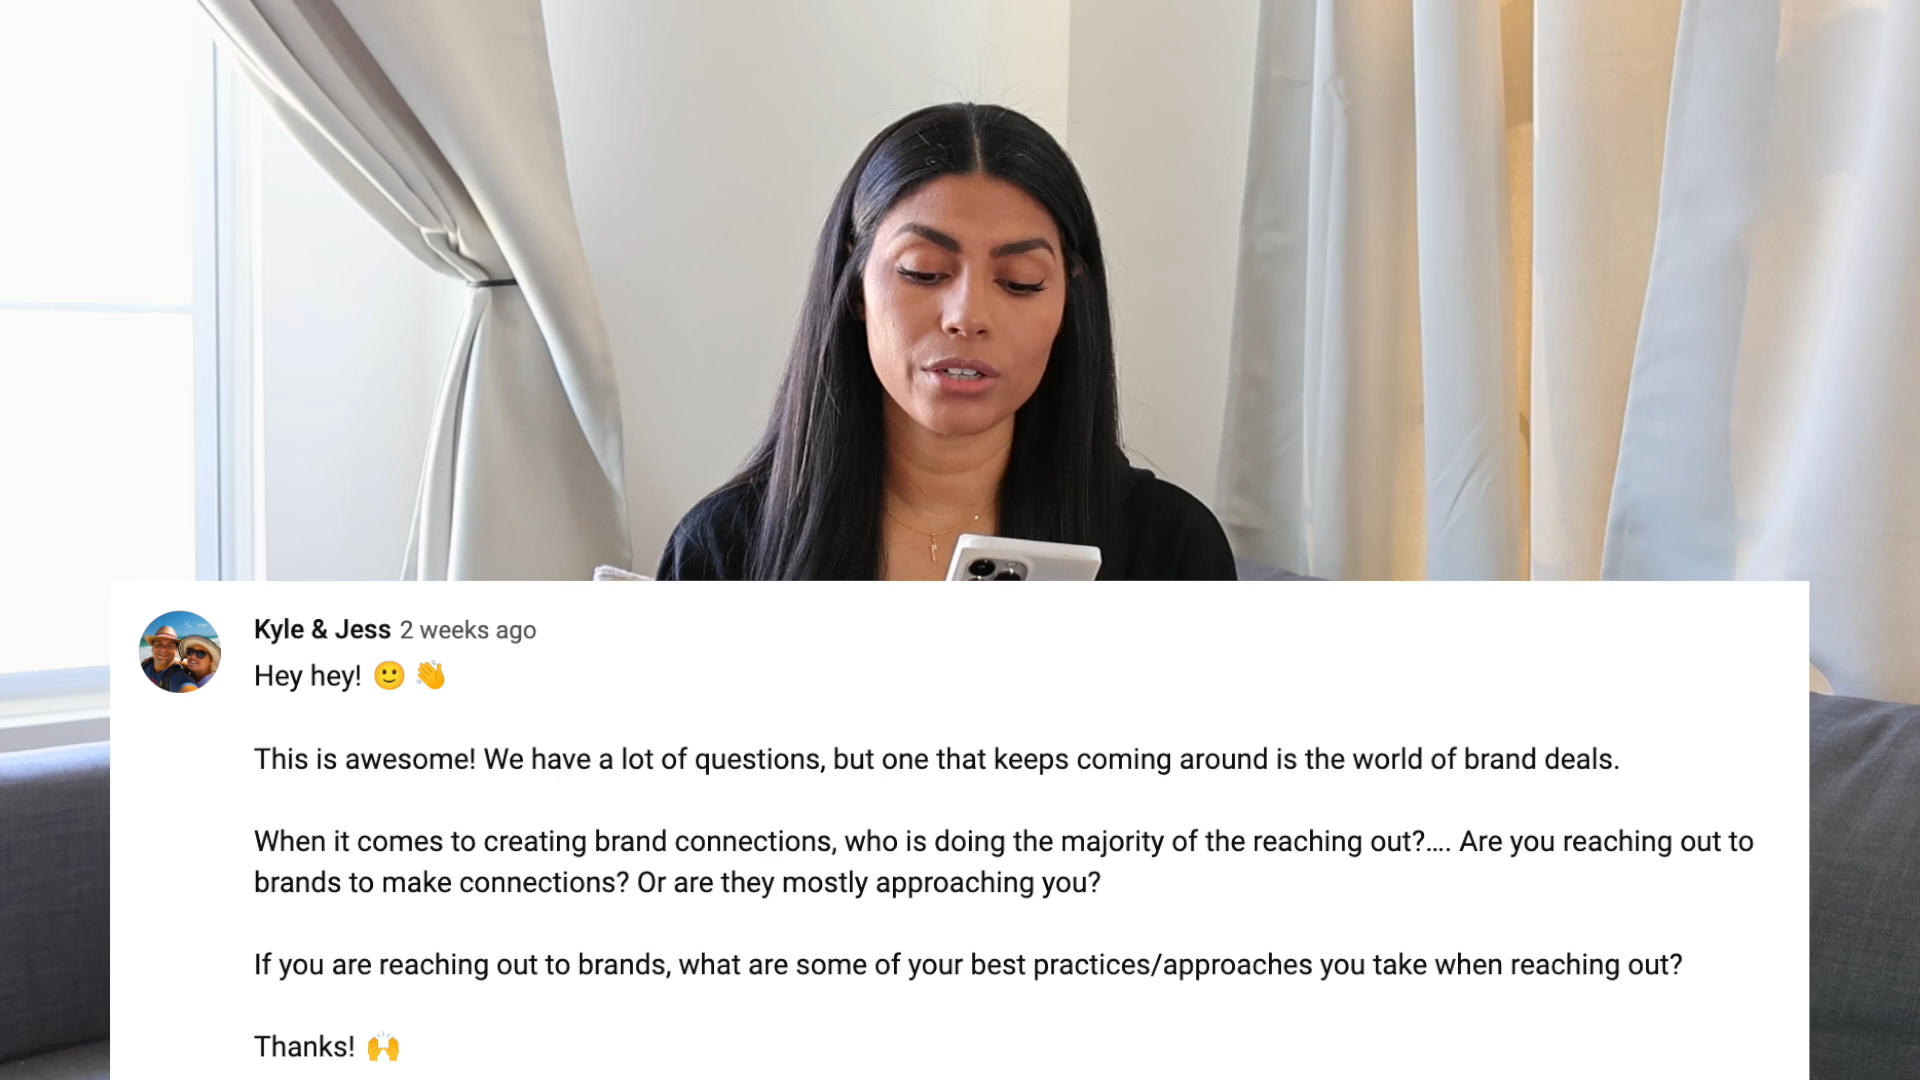 Kyle & Jess 2 weeks ago
Hey hey! 🙂 👋
This is awesome! We have a lot of questions, but one that keeps coming around is the world of brand deals.
When it comes to creating brand connections, who is doing the majority of the reaching out?.... Are you reaching out to
brands to make connections? Or are they mostly approaching you?
If you are reaching out to brands, what are some of your best practices/approaches you take when reaching out?
Thanks! 🙌